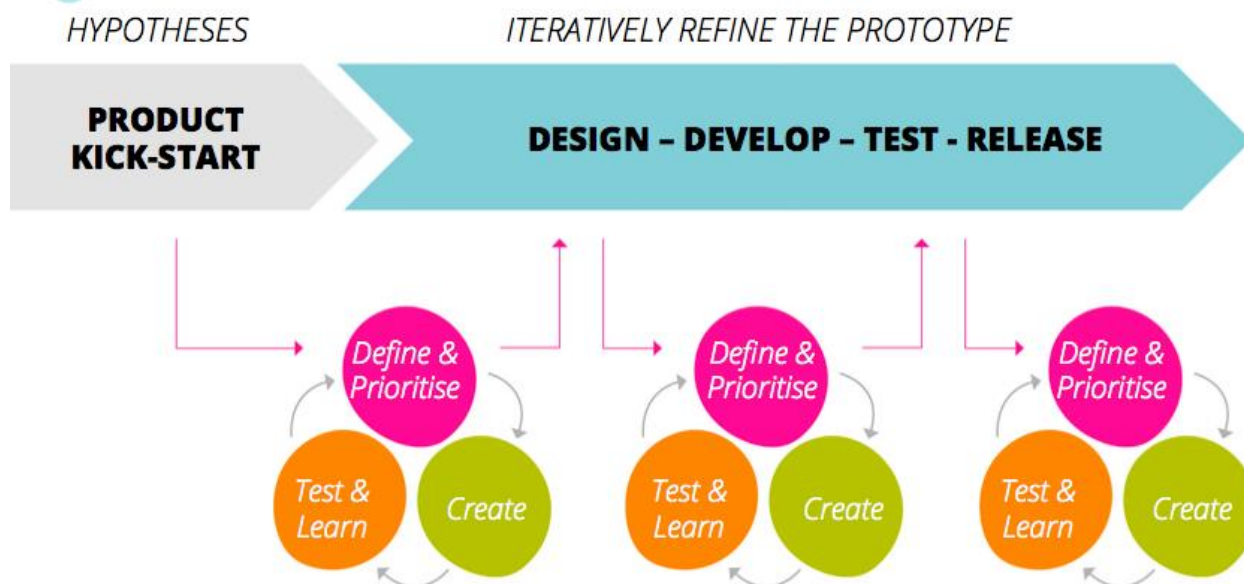 HYPOTHESES
ITERATIVELY REFINE THE PROTOTYPE
PRODUCT
KICK-START
DESIGN – DEVELOP – TEST - RELEASE
Define &
Prioritise
Test &
Learn
Create
Define &
Prioritise
Test &
Learn
Create
Define &
Prioritise
Test &
Learn
Create